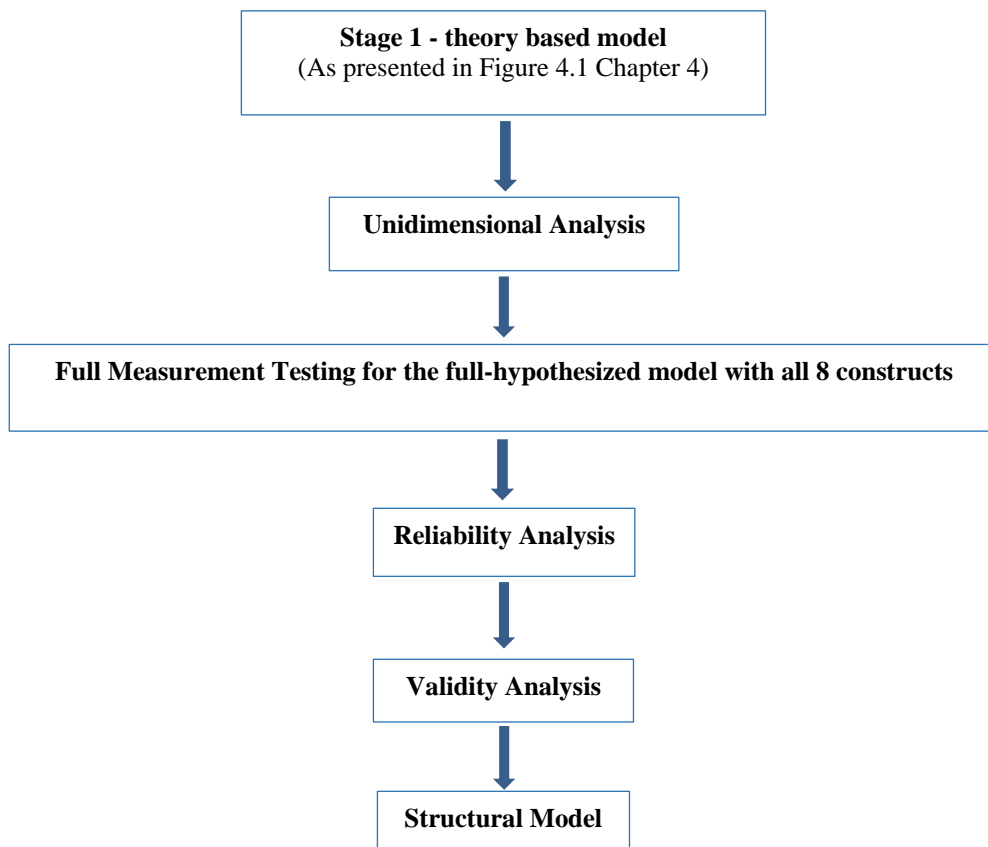 Stage 1 - theory based model
(As presented in Figure 4.1 Chapter 4)
Unidimensional Analysis
Full Measurement Testing for the full-hypothesized model with all 8 constructs
Reliability Analysis
Validity Analysis
Structural Model